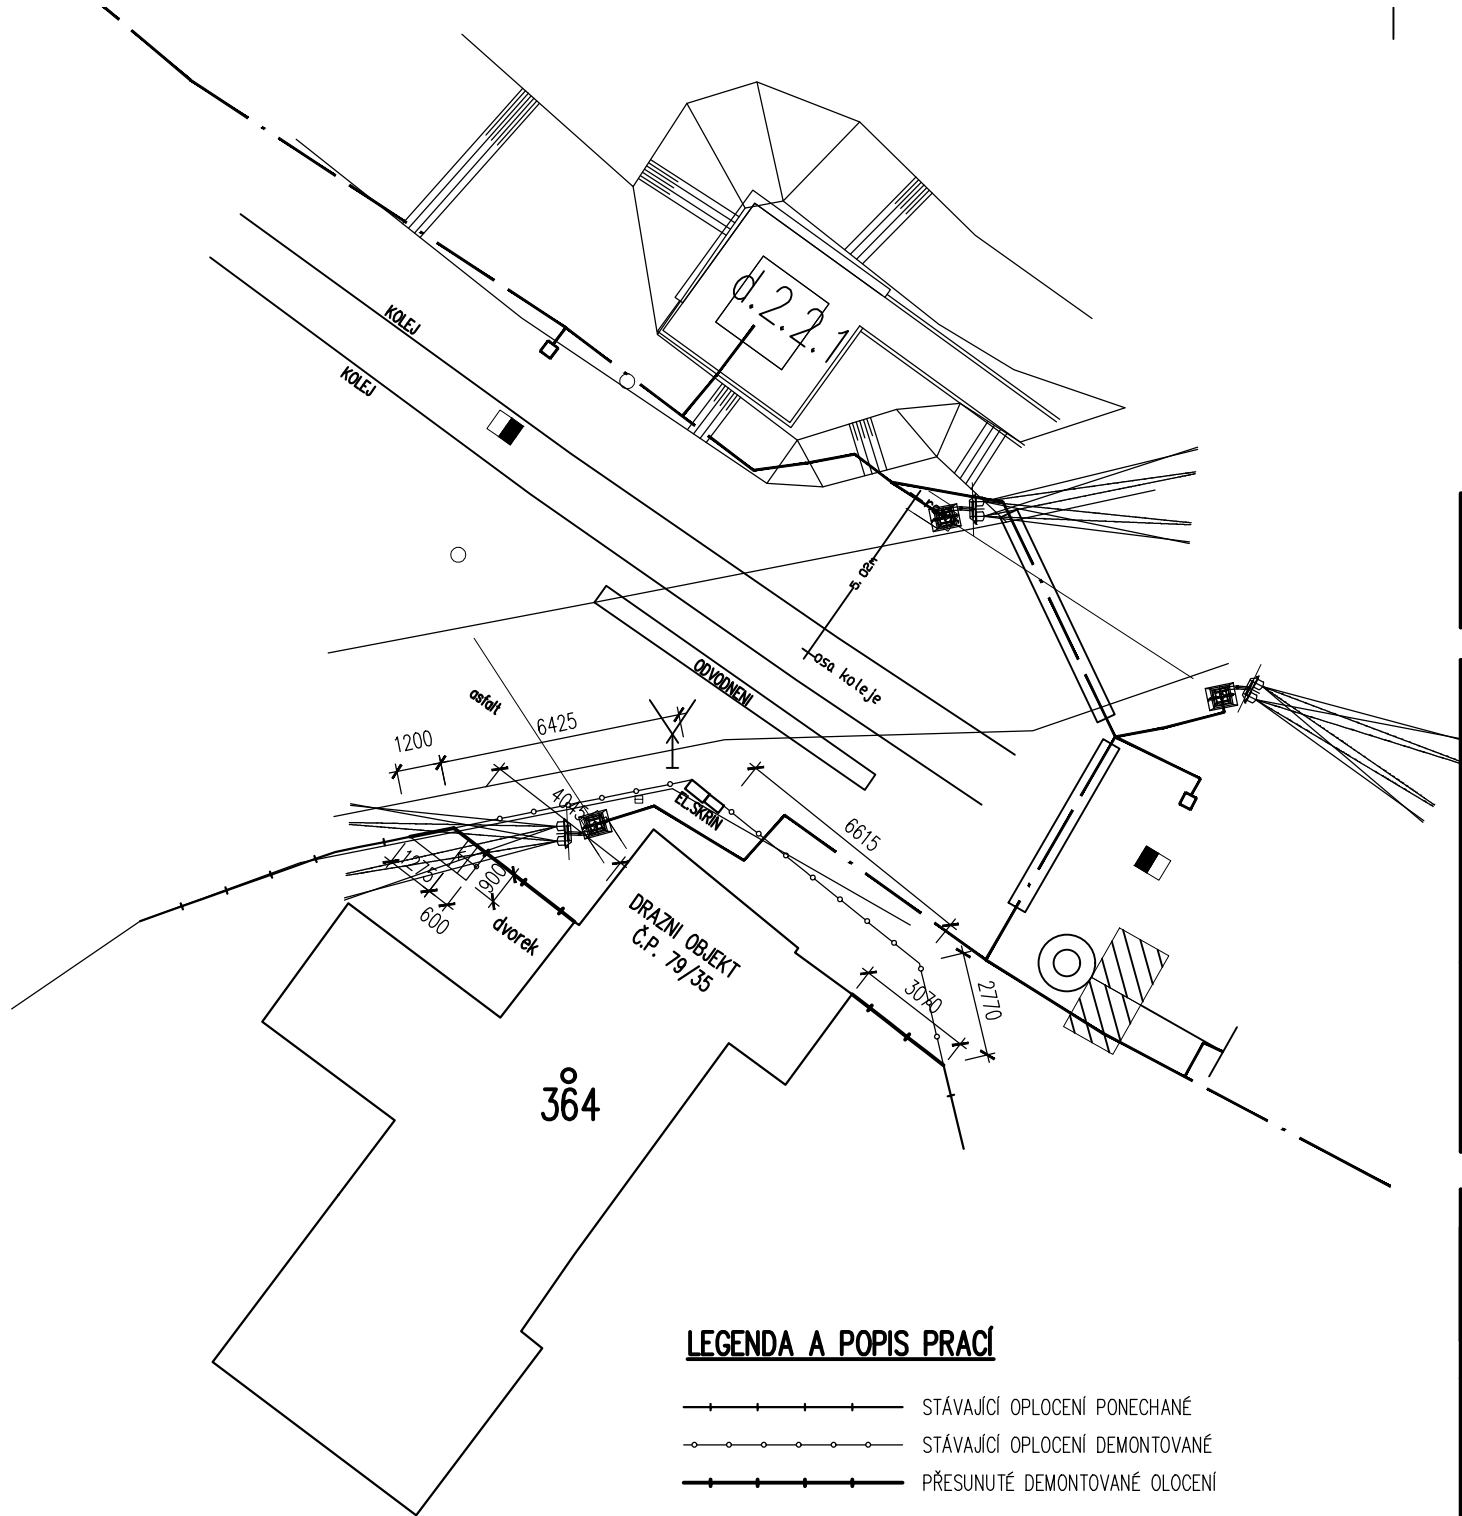 d.2.2.1
KOLEJ
KOLEJ
5.02m
osa koleje
ODVODNENI
asfalt
6425
1200
4045
EL.SKRIN
6615
1275
900
600
dvorek
DRAZNI OBJEKT
Č.P. 79/35
3070
2770
364
LEGENDA A POPIS PRACÍ
STÁVAJÍCÍ OPLOCENÍ PONECHANÉ
STÁVAJÍCÍ OPLOCENÍ DEMONTOVANÉ
PŘESUNUTÉ DEMONTOVANÉ OLOCENÍ